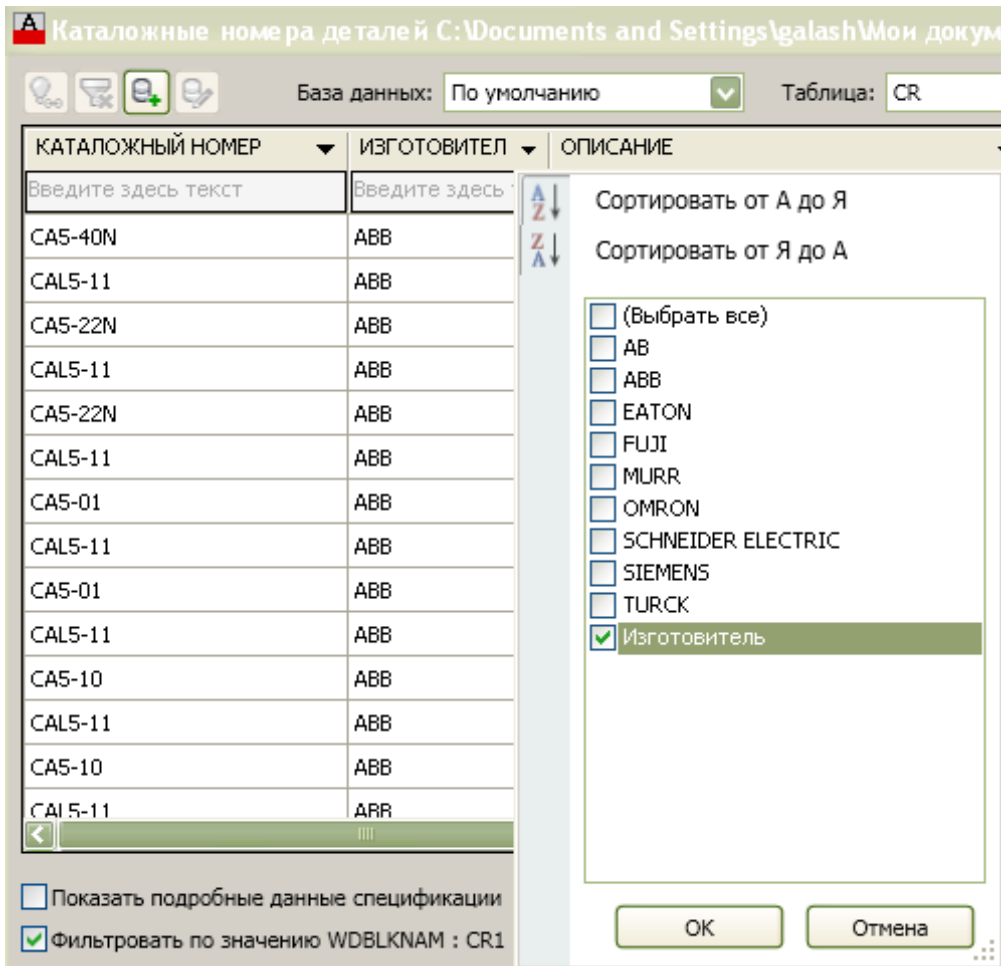 Каталожные номера деталей C:\Documents and Settings\galash\Мои докум
База данных: По умолчанию Таблица: CR
КАТАЛОЖНЫЙ НОМЕР ИЗГОТОВИТЕЛ ОПИСАНИЕ
Введите здесь текст Введите здесь
CA5-40N ABB
CAL5-11 ABB
CA5-22N ABB
CAL5-11 ABB
CA5-22N ABB
CAL5-11 ABB
CA5-01 ABB
CAL5-11 ABB
CA5-01 ABB
CAL5-11 ABB
CA5-10 ABB
CAL5-11 ABB
CA5-10 ABB
CAL5-11 ABB
Сортировать от А до Я
Сортировать от Я до А
(Выбрать все)
AB
ABB
EATON
FUJI
MURR
OMRON
SCHNEIDER ELECTRIC
SIEMENS
TURCK
Изготовитель
OK Отмена
Показать подробные данные спецификации
Фильтровать по значению WDBLKNAM : CR1